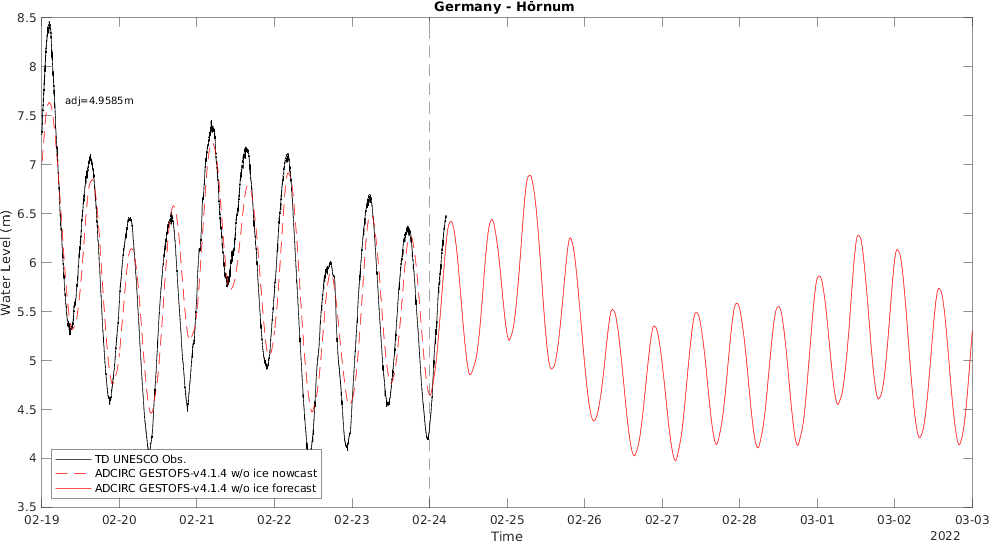 Germany - Hörnum
8.5
8
7.5
7
6.5
6
5.5
5
4.5
4
3.5
Water Level (m)
adj=4.9585m
TD UNESCO Obs.
ADCIRC GESTOFS-v4.1.4 w/o ice nowcast
ADCIRC GESTOFS-v4.1.4 w/o ice forecast
02-19 02-20 02-21 02-22 02-23 02-24 02-25 02-26 02-27 02-28 03-01 03-02 03-03
Time
2022